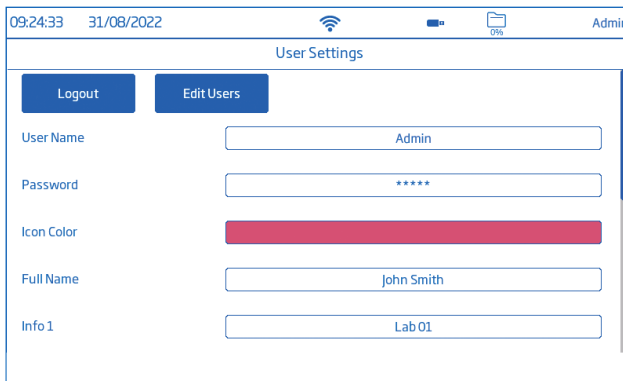 09:24:33 31/08/2022 0% Admin
User Settings
Logout Edit Users
User Name Admin
Password *****
Icon Color
Full Name John Smith
Info 1 Lab 01